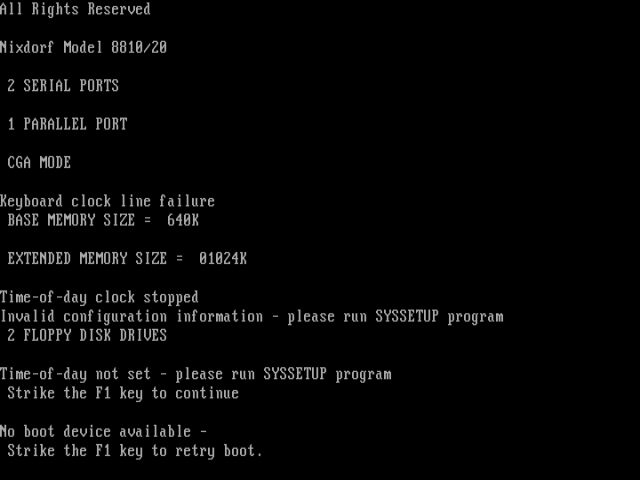 All Rights Reserved
Nixdorf Model 8810/20
2 SERIAL PORTS
1 PARALLEL PORT
CGA MODE
Keyboard clock line failure
BASE MEMORY SIZE =  640K
EXTENDED MEMORY SIZE =  01024K
Time-of-day clock stopped
Invalid configuration information - please run SYSSETUP program
2 FLOPPY DISK DRIVES
Time-of-day not set - please run SYSSETUP program
Strike the F1 key to continue
No boot device available -
Strike the F1 key to retry boot.